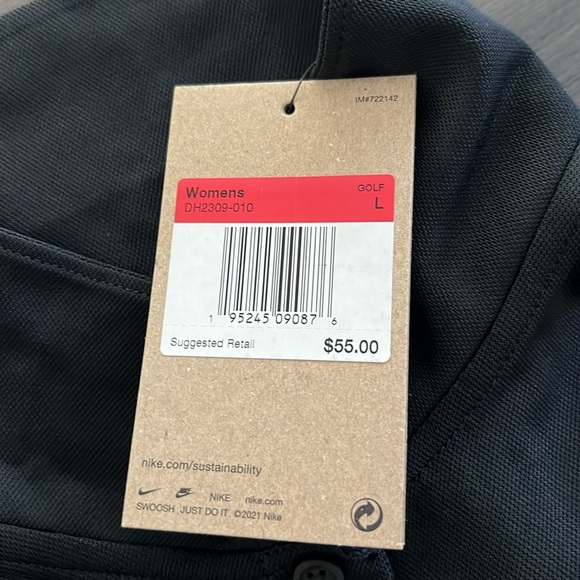 IM#722142
Womens GOLF
DH2309-010 L
1 95245 09087 6
Suggested Retail $55.00
nike.com/sustainability
NIKE nike.com
SWOOSH JUST DO IT ©2021 Nike